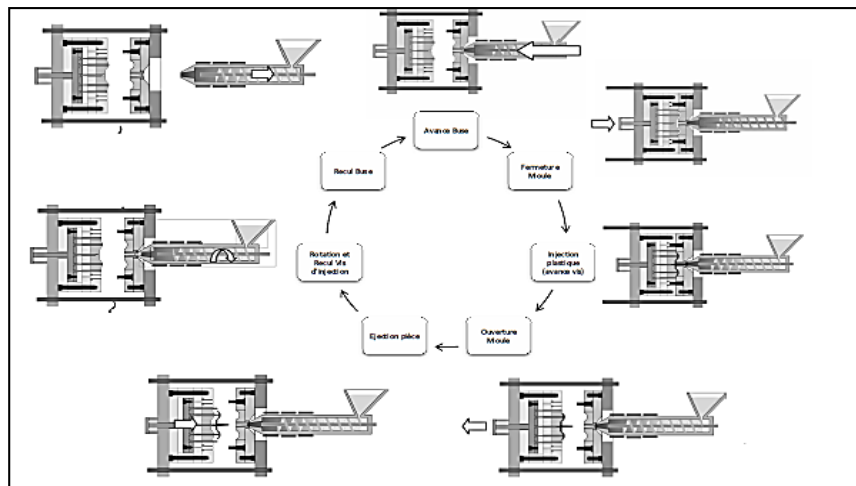 Avance Buse
Fermeture
Moule
Injection
plastique
(avance vis)
Ouverture
Moule
Ejection pièce
Rotation et
Recul Vis
d'injection
Recul Buse